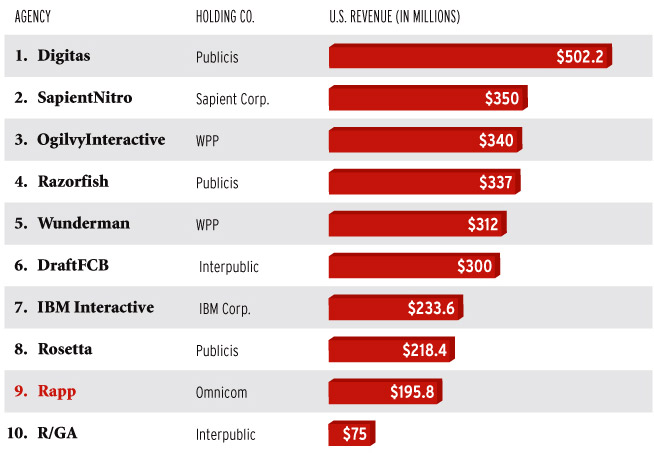 AGENCY HOLDING CO. U.S. REVENUE (IN MILLIONS)
1. Digitas Publicis $502.2
2. SapientNitro Sapient Corp. $350
3. OgilvyInteractive WPP $340
4. Razorfish Publicis $337
5. Wunderman WPP $312
6. DraftFCB Interpublic $300
7. IBM Interactive IBM Corp. $233.6
8. Rosetta Publicis $218.4
9. Rapp Omnicom $195.8
10. R/GA Interpublic $75